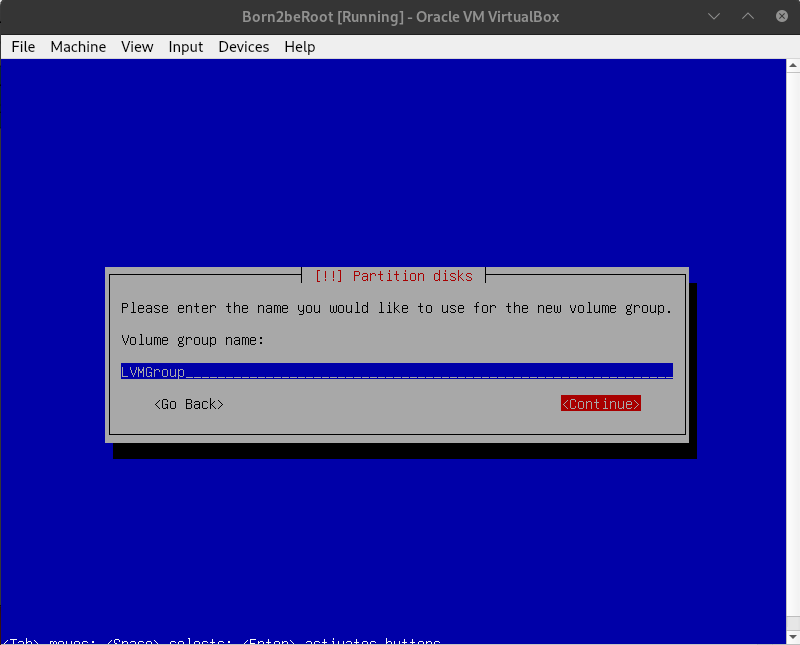 Born2beRoot [Running] - Oracle VM VirtualBox
File Machine View Input Devices Help
[!!] Partition disks
Please enter the name you would like to use for the new volume group.
Volume group name:
LVMGroup_____________________________________________________________
<Go Back> <Continue>
<Tab> moves; <Space> selects; <Enter> activates buttons